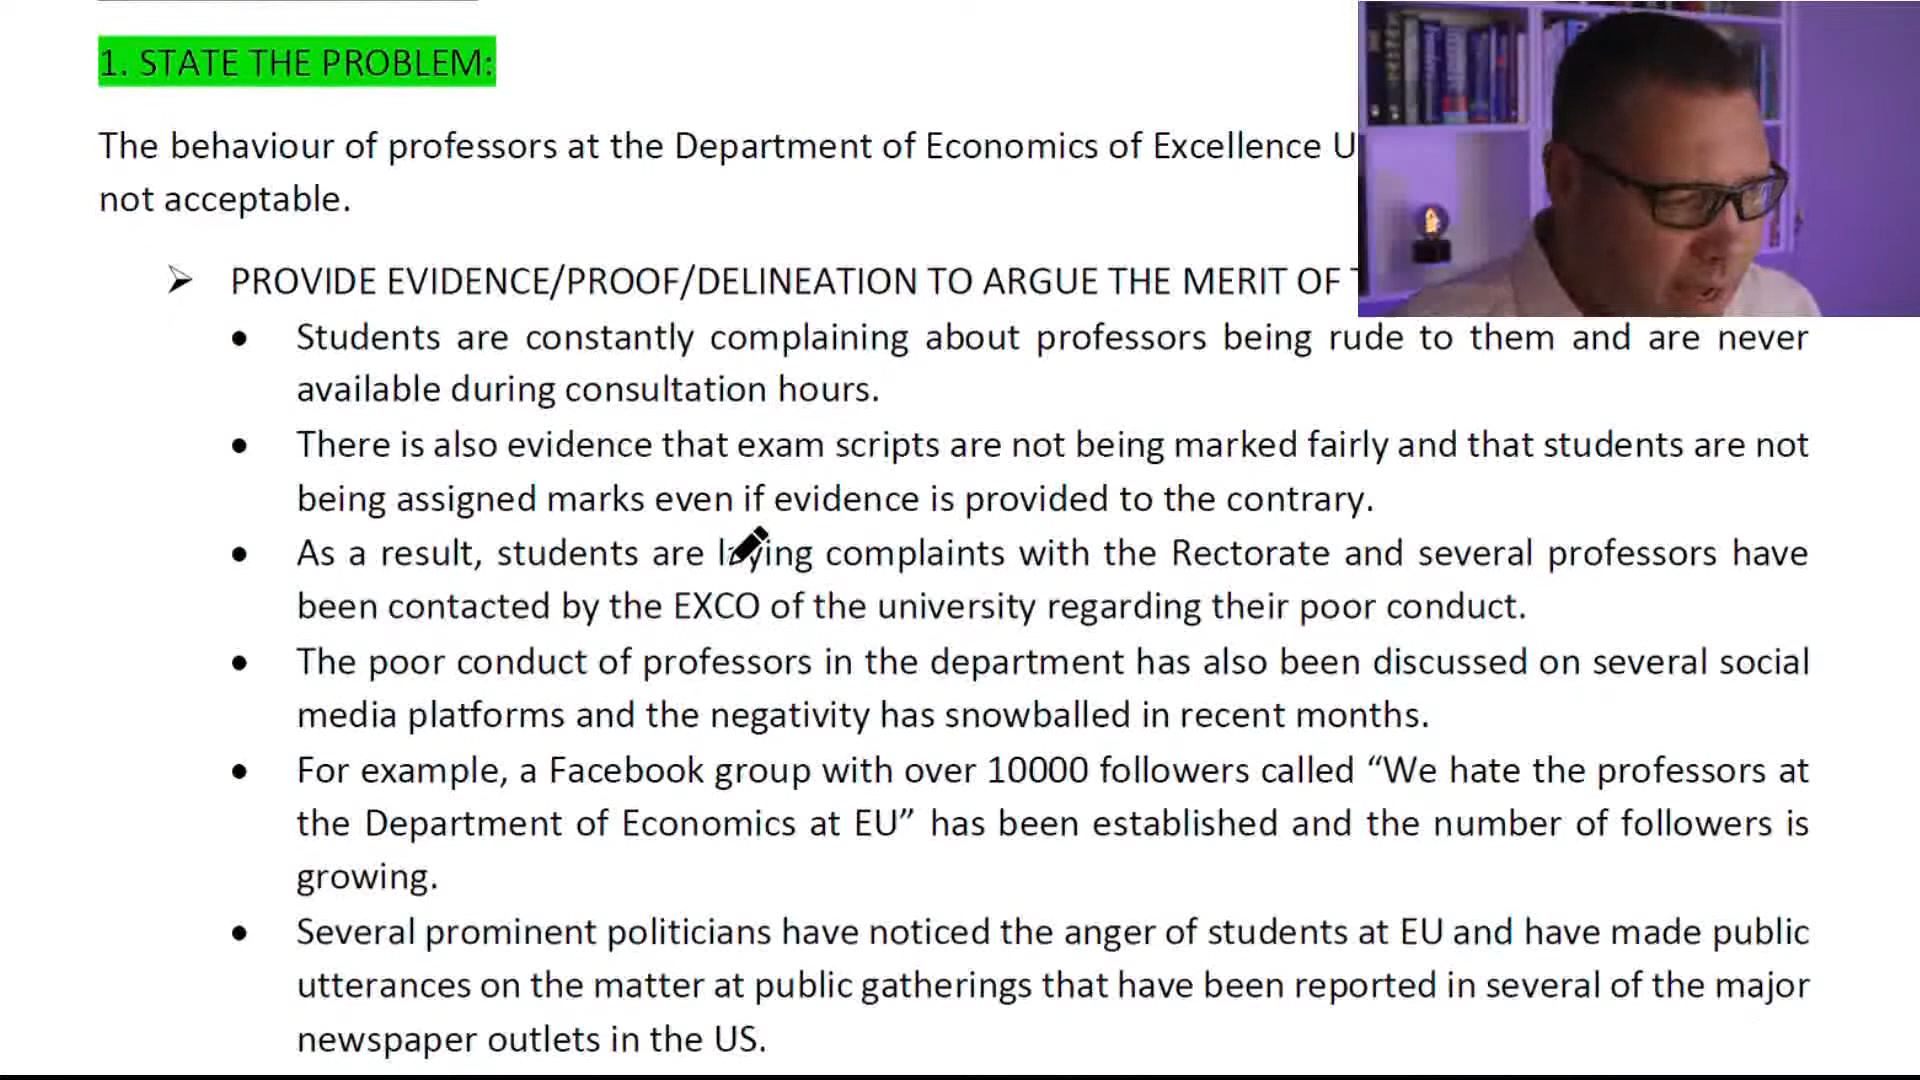 1. STATE THE PROBLEM:
The behaviour of professors at the Department of Economics of Excellence U
not acceptable.
PROVIDE EVIDENCE/PROOF/DELINEATION TO ARGUE THE MERIT OF
• Students are constantly complaining about professors being rude to them and are never
available during consultation hours.
• There is also evidence that exam scripts are not being marked fairly and that students are not
being assigned marks even if evidence is provided to the contrary.
• As a result, students are laying complaints with the Rectorate and several professors have
been contacted by the EXCO of the university regarding their poor conduct.
• The poor conduct of professors in the department has also been discussed on several social
media platforms and the negativity has snowballed in recent months.
• For example, a Facebook group with over 10000 followers called “We hate the professors at
the Department of Economics at EU” has been established and the number of followers is
growing.
• Several prominent politicians have noticed the anger of students at EU and have made public
utterances on the matter at public gatherings that have been reported in several of the major
newspaper outlets in the US.